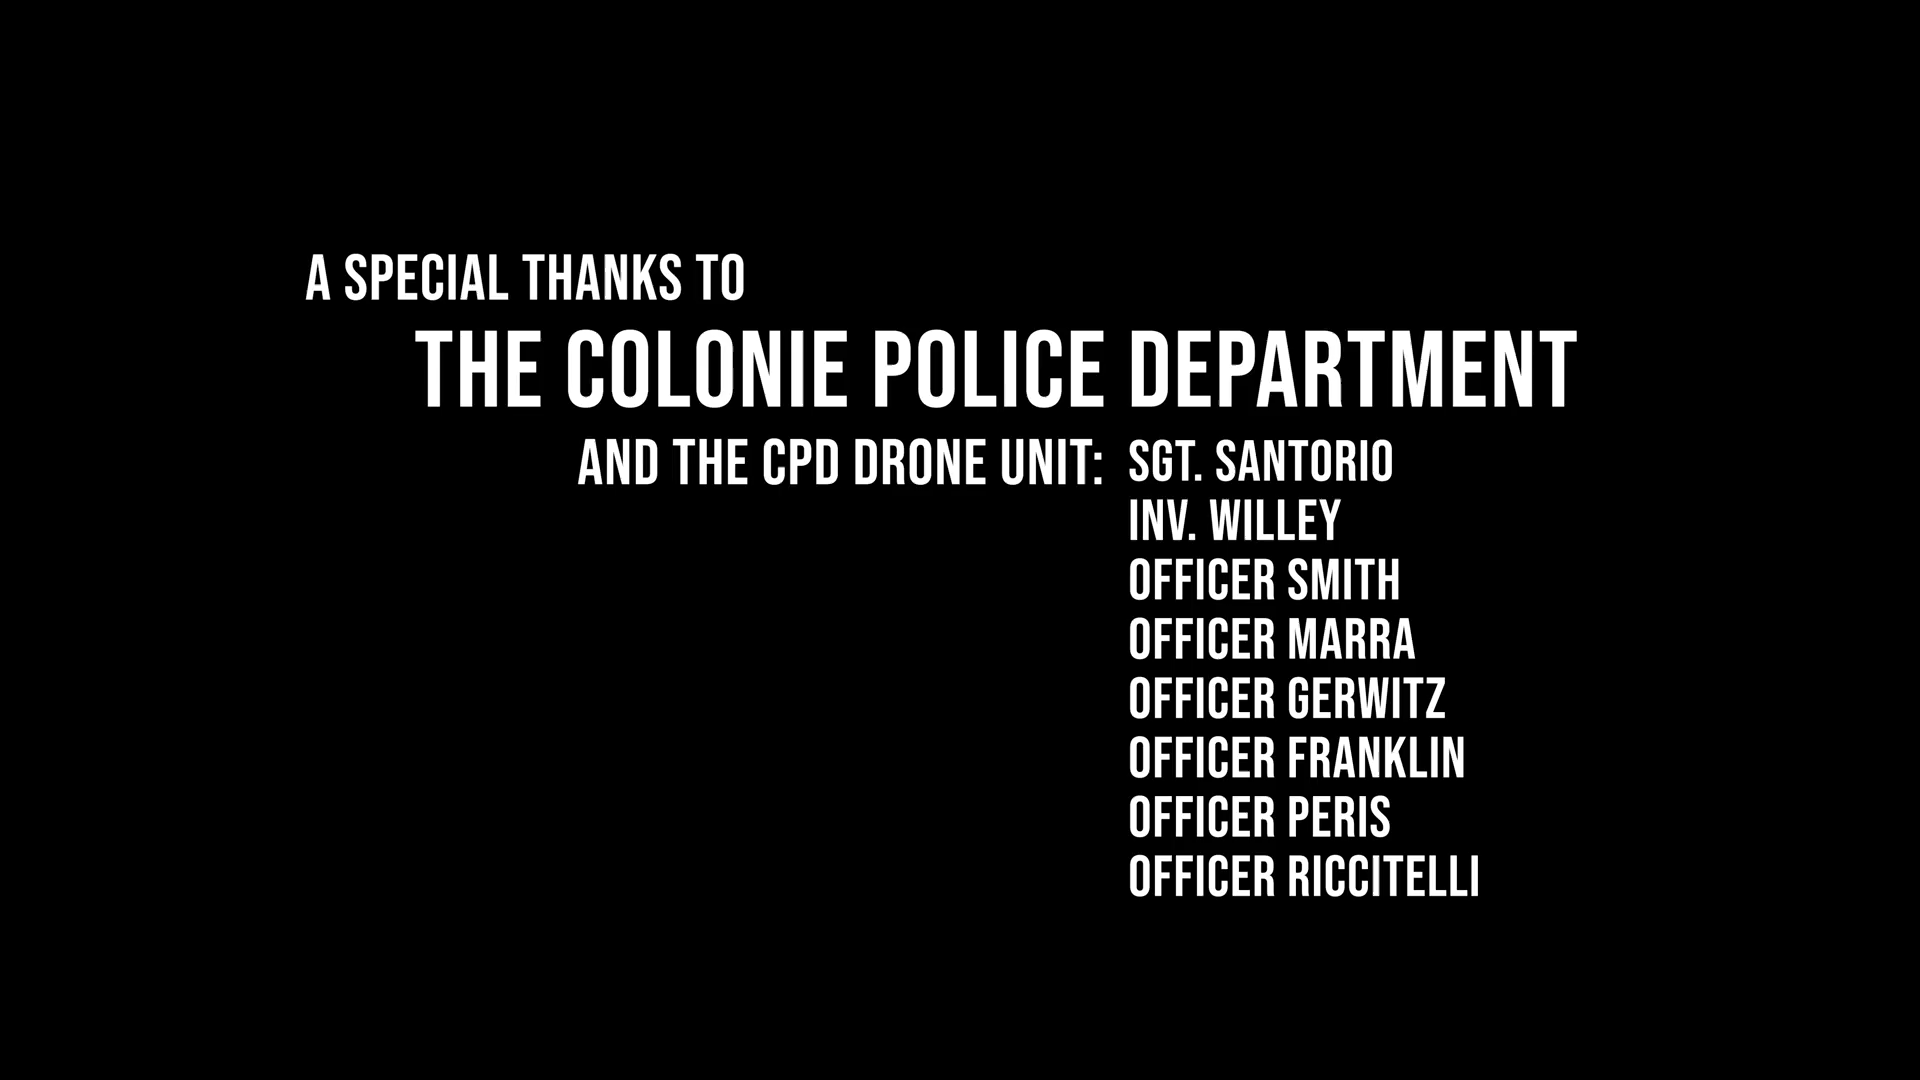 A SPECIAL THANKS TO
THE COLONIE POLICE DEPARTMENT
AND THE CPD DRONE UNIT: SGT. SANTORIO
INV. WILLEY
OFFICER SMITH
OFFICER MARRA
OFFICER GERWITZ
OFFICER FRANKLIN
OFFICER PERIS
OFFICER RICCITELLI